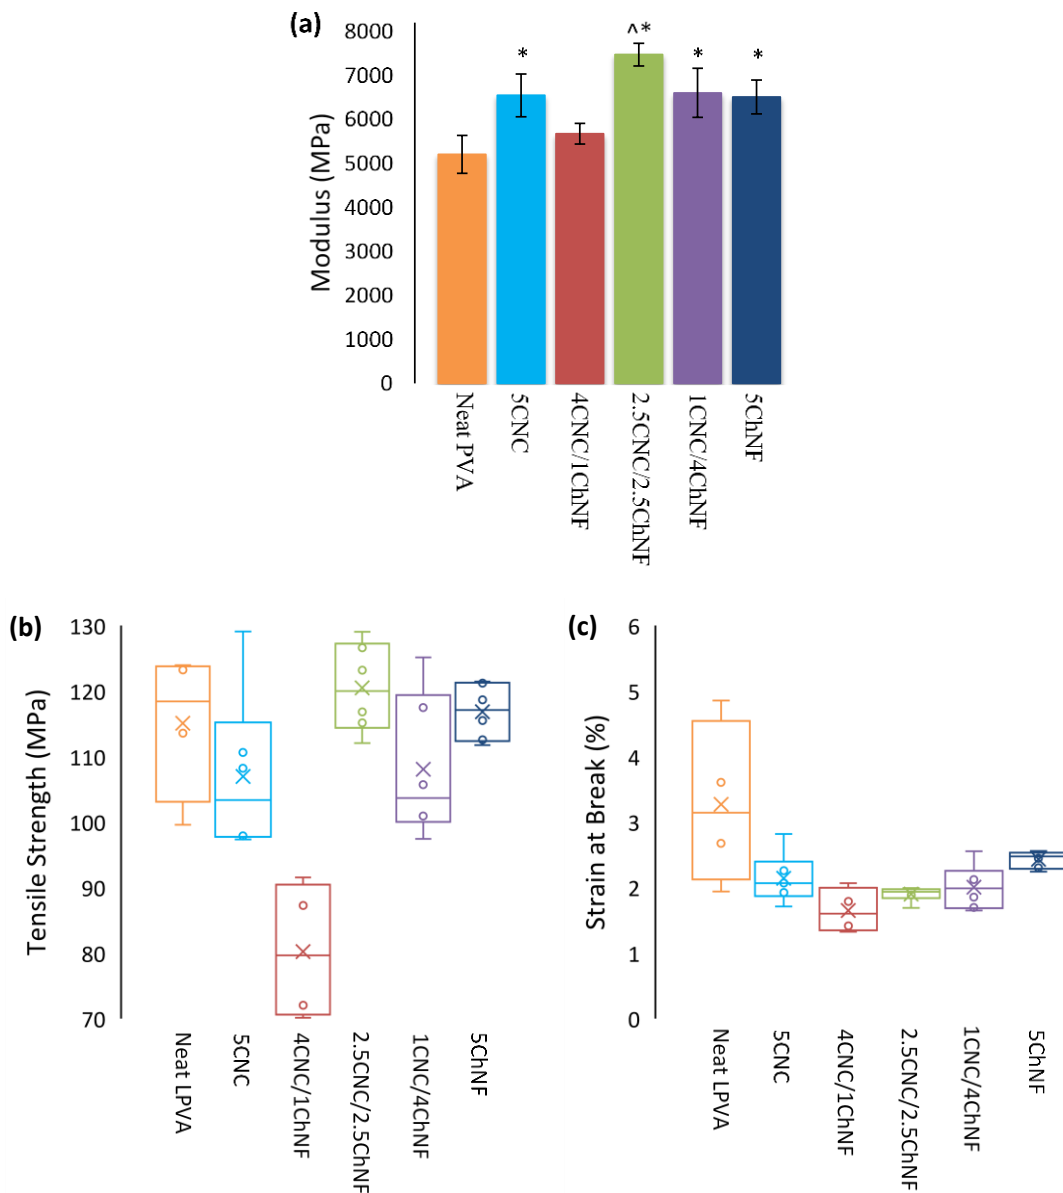 (a)
Modulus (MPa)
8000
7000
6000
5000
4000
3000
2000
1000
0
*
^*
*
*
Neat PVA
5CNC
4CNC/1ChNF
2.5CNC/2.5ChNF
1CNC/4ChNF
5ChNF
(b)
Tensile Strength (MPa)
130
120
110
100
90
80
70
Neat LPVA
5CNC
4CNC/1ChNF
2.5CNC/2.5ChNF
1CNC/4ChNF
5ChNF
(c)
Strain at Break (%)
6
5
4
3
2
1
0
Neat LPVA
5CNC
4CNC/1ChNF
2.5CNC/2.5ChNF
1CNC/4ChNF
5ChNF